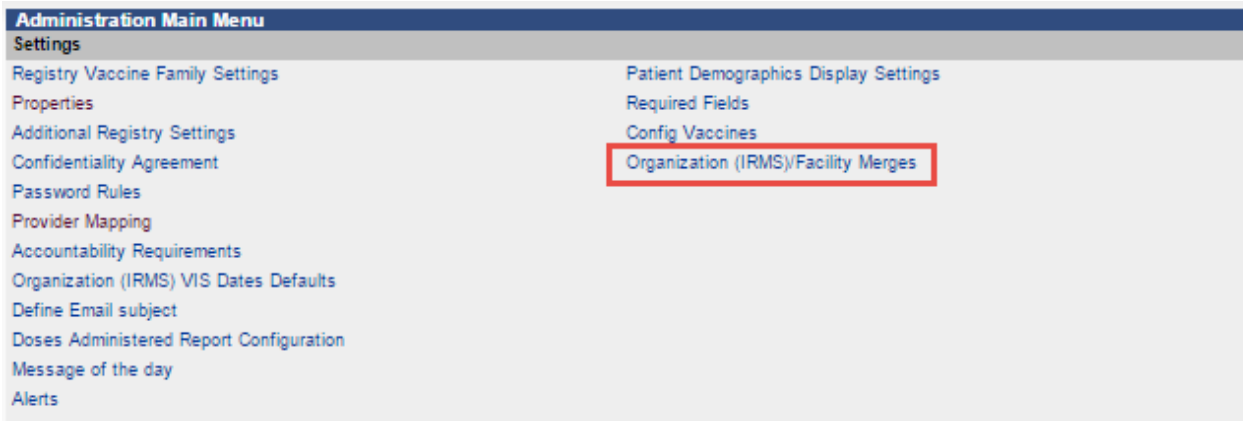 Administration Main Menu
Settings
Registry Vaccine Family Settings
Properties
Additional Registry Settings
Confidentiality Agreement
Password Rules
Provider Mapping
Accountability Requirements
Organization (IRMS) VIS Dates Defaults
Define Email subject
Doses Administered Report Configuration
Message of the day
Alerts
Patient Demographics Display Settings
Required Fields
Config Vaccines
Organization (IRMS)/Facility Merges